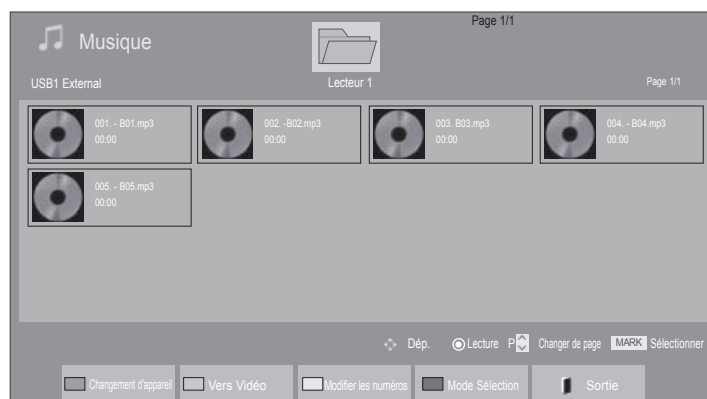 Page 1/1
Musique
USB1 External
Lecteur 1
Page 1/1
001. - B01.mp3
00:00
002. -B02.mp3
00:00
003. B03.mp3
00:00
004. - B04.mp3
00:00
005. - B05.mp3
00:00
Dép. Lecture P Changer de page MARK Sélectionner
Changement d'appareil Vers Vidéo Modifier les numéros Mode Sélection Sortie